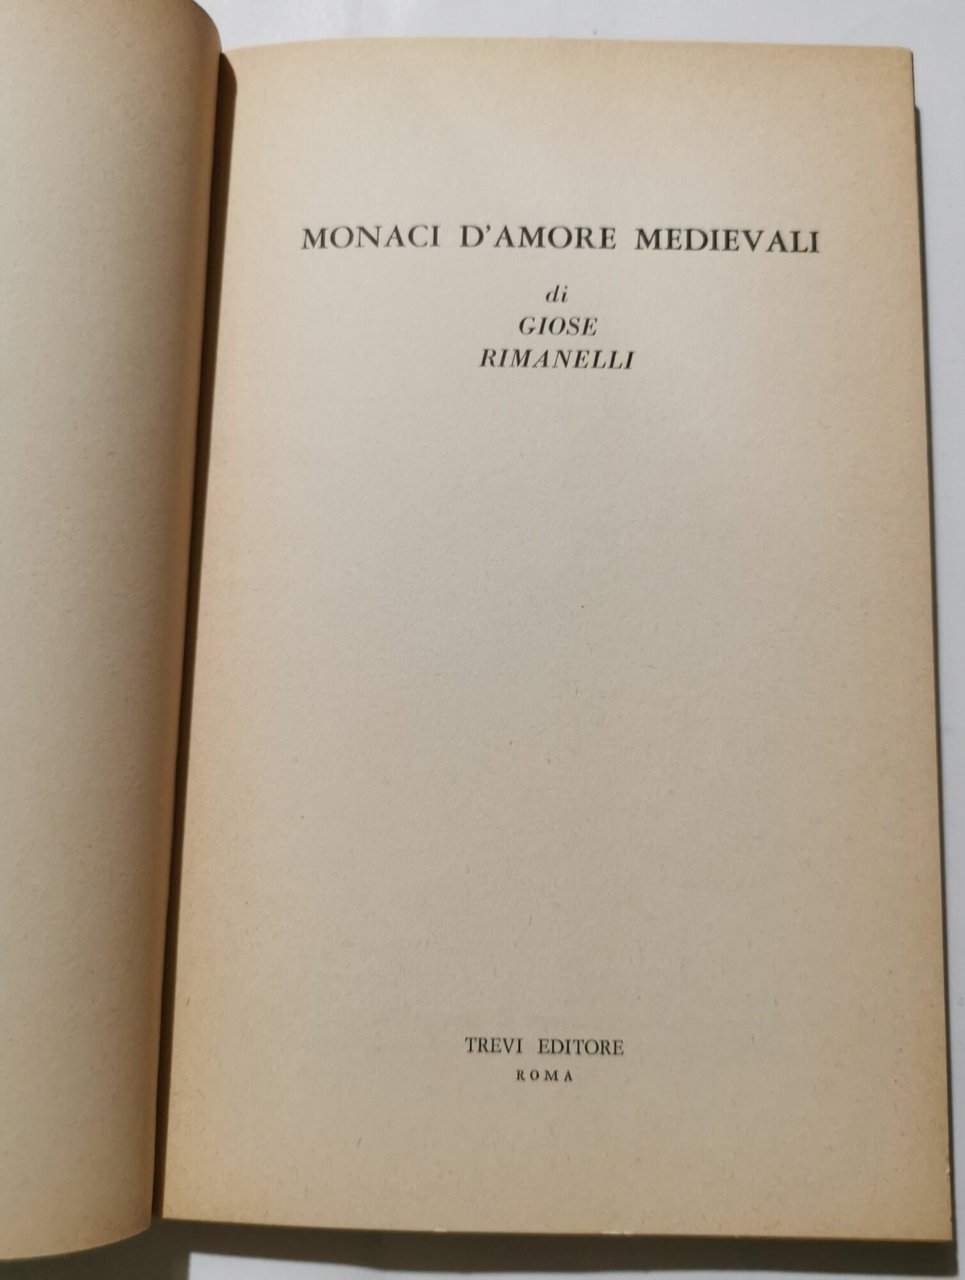 MONACI D'AMORE MEDIEVALI
di
GIOSE
RIMANELLI
TREVI EDITORE
ROMA